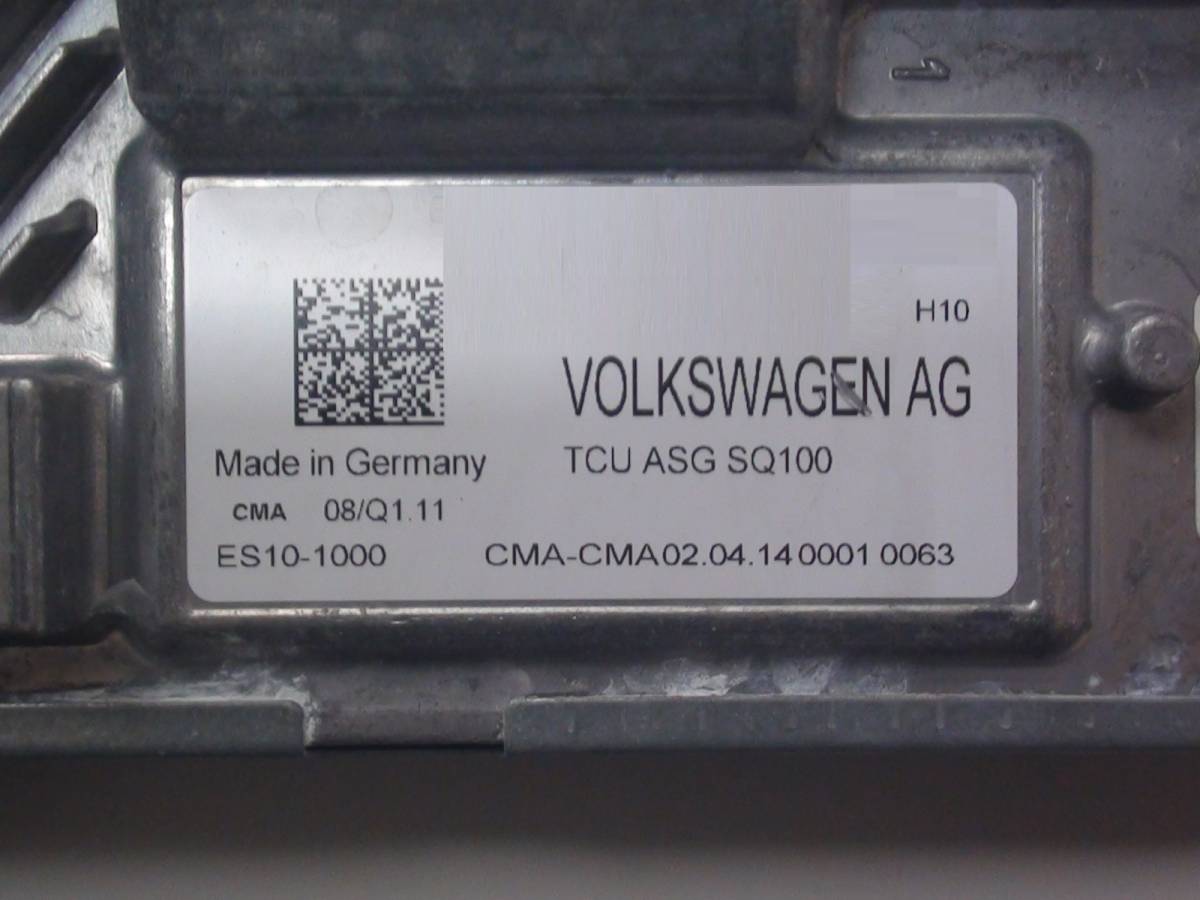 1
H10
VOLKSWAGEN AG
Made in Germany TCU ASG SQ100
CMA 08/Q1.11
ES10-1000 CMA-CMA02.04.14 0001 0063